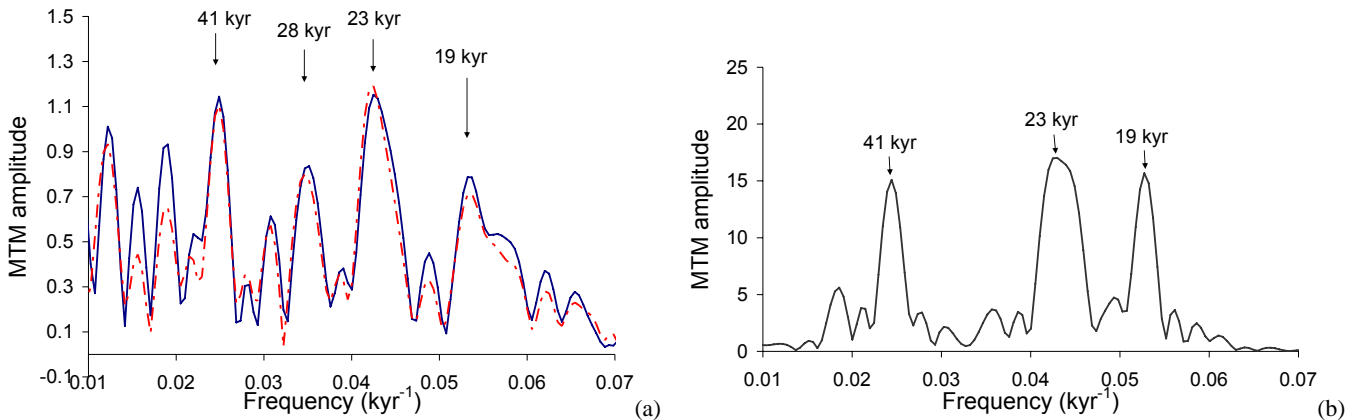 41 kyr
28 kyr
23 kyr
19 kyr
1.5
1.3
1.1
0.9
0.7
0.5
0.3
0.1
-0.1
MTM amplitude
0.01 0.02 0.03 0.04 0.05 0.06 0.07
Frequency (kyr-1)
(a)
41 kyr
23 kyr
19 kyr
25
20
15
10
5
0
MTM amplitude
0.01 0.02 0.03 0.04 0.05 0.06 0.07
Frequency (kyr-1)
(b)